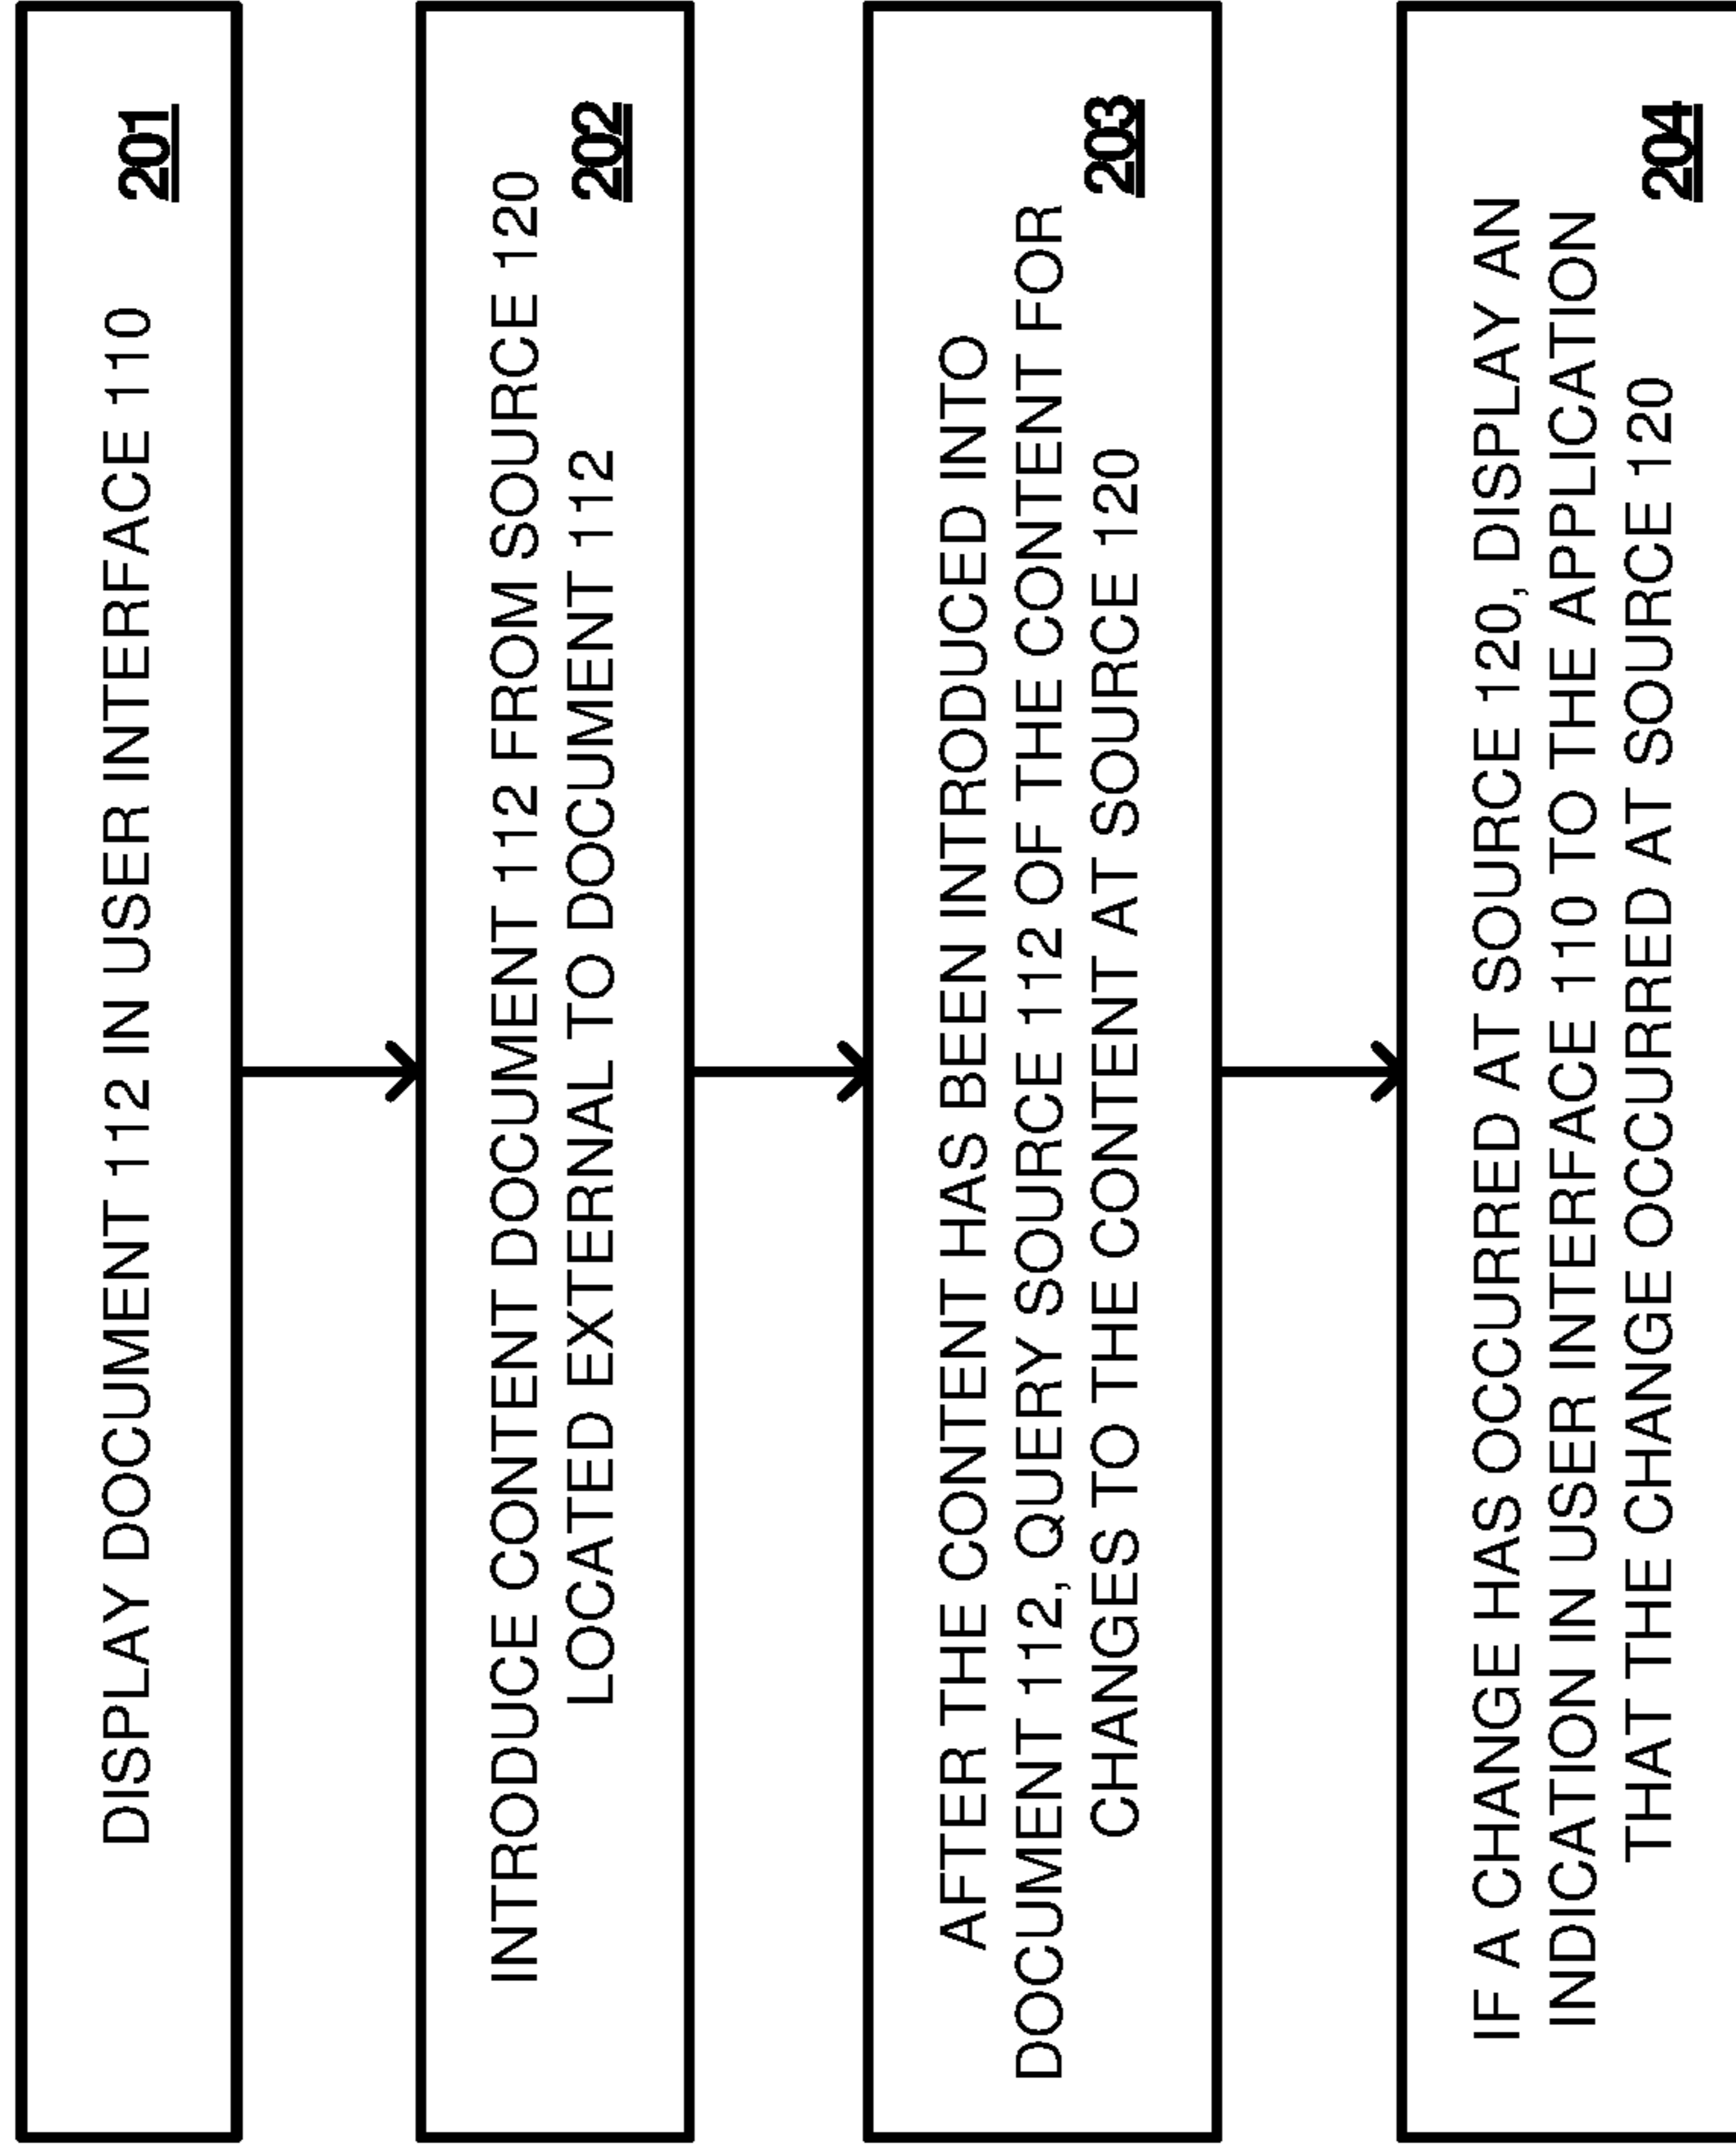 DISPLAY DOCUMENT 112 IN USER INTERFACE 110
201
INTRODUCE CONTENT DOCUMENT 112 FROM SOURCE 120
LOCATED EXTERNAL TO DOCUMENT 112
202
AFTER THE CONTENT HAS BEEN INTRODUCED INTO
DOCUMENT 112, QUERY SOURCE 112 OF THE CONTENT FOR
CHANGES TO THE CONTENT AT SOURCE 120
203
IF A CHANGE HAS OCCURRED AT SOURCE 120, DISPLAY AN
INDICATION IN USER INTERFACE 110 TO THE APPLICATION
THAT THE CHANGE OCCURRED AT SOURCE 120
204